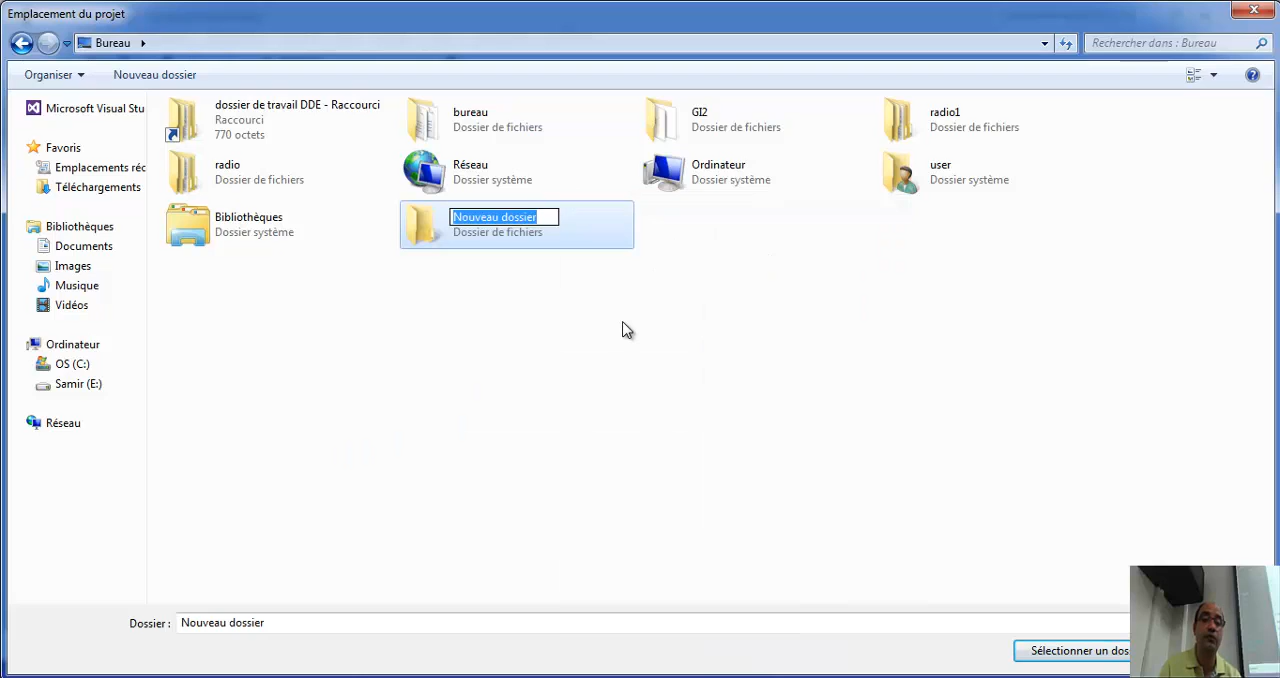 Emplacement du projet
Bureau
Rechercher dans : Bureau
Organiser
Nouveau dossier
Microsoft Visual Stu
Favoris
Emplacements réc
Téléchargements
Bibliothèques
Documents
Images
Musique
Vidéos
Ordinateur
OS (C:)
Samir (E:)
Réseau
dossier de travail DDE - Raccourci
Raccourci
770 octets
bureau
Dossier de fichiers
GI2
Dossier de fichiers
radio1
Dossier de fichiers
radio
Dossier de fichiers
Réseau
Dossier système
Ordinateur
Dossier système
user
Dossier système
Bibliothèques
Dossier système
Nouveau dossier
Dossier de fichiers
Dossier : Nouveau dossier
Sélectionner un dos